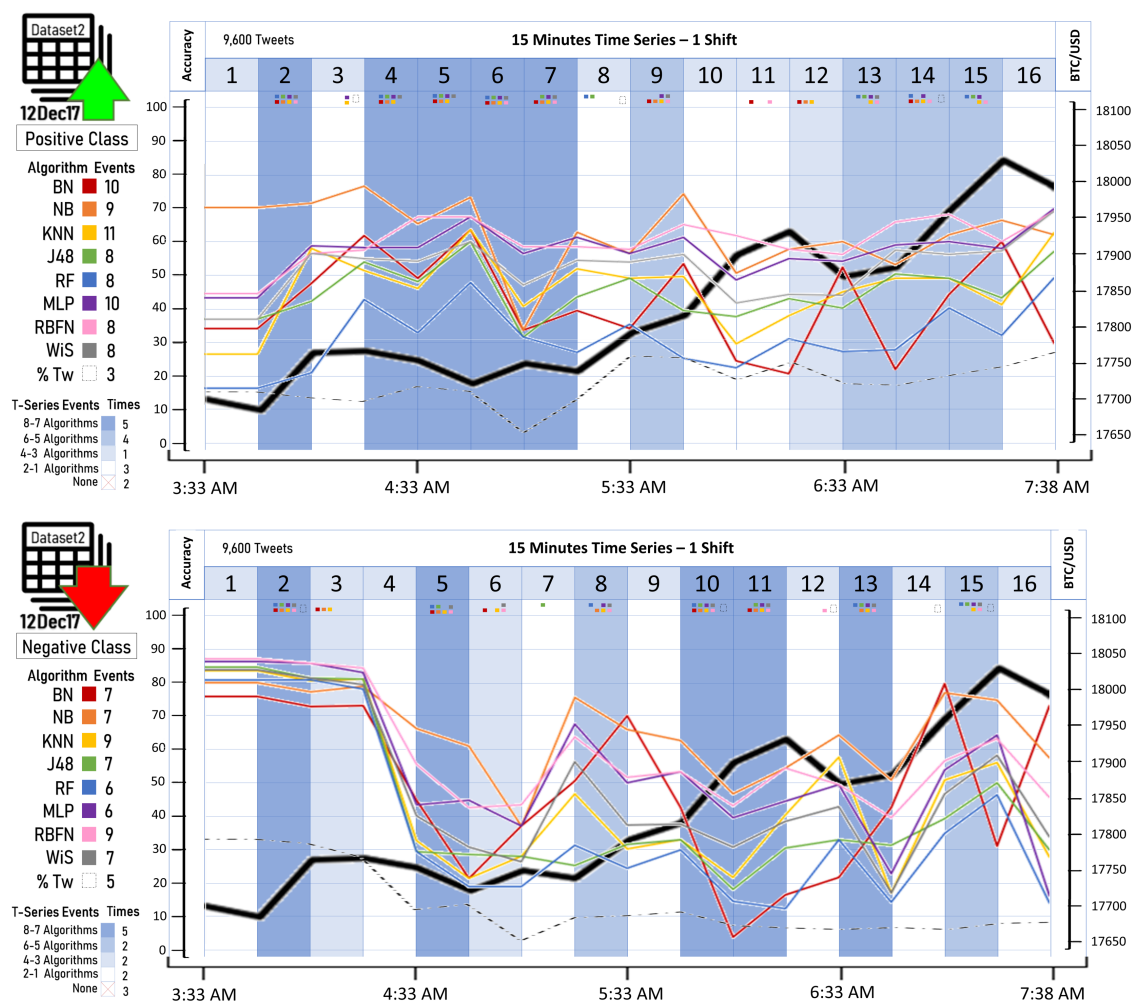 Dataset2
12Dec17
Positive Class
Algorithm Events
BN 10
NB 9
KNN 11
J48 8
RF 8
MLP 10
RBFN 8
WiS 8
% Tw 3
T-Series Events Times
8-7 Algorithms 5
6-5 Algorithms 4
4-3 Algorithms 1
2-1 Algorithms 3
None 2
Accuracy
9,600 Tweets
15 Minutes Time Series – 1 Shift
BTC/USD
1 2 3 4 5 6 7 8 9 10 11 12 13 14 15 16
100
90
80
70
60
50
40
30
20
10
0
18100
18050
18000
17950
17900
17850
17800
17750
17700
17650
3:33 AM 4:33 AM 5:33 AM 6:33 AM 7:38 AM
Dataset2
12Dec17
Negative Class
Algorithm Events
BN 7
NB 7
KNN 9
J48 7
RF 6
MLP 6
RBFN 9
WiS 7
% Tw 5
T-Series Events Times
8-7 Algorithms 5
6-5 Algorithms 2
4-3 Algorithms 2
2-1 Algorithms 2
None 3
Accuracy
9,600 Tweets
15 Minutes Time Series – 1 Shift
BTC/USD
1 2 3 4 5 6 7 8 9 10 11 12 13 14 15 16
100
90
80
70
60
50
40
30
20
10
0
18100
18050
18000
17950
17900
17850
17800
17750
17700
17650
3:33 AM 4:33 AM 5:33 AM 6:33 AM 7:38 AM